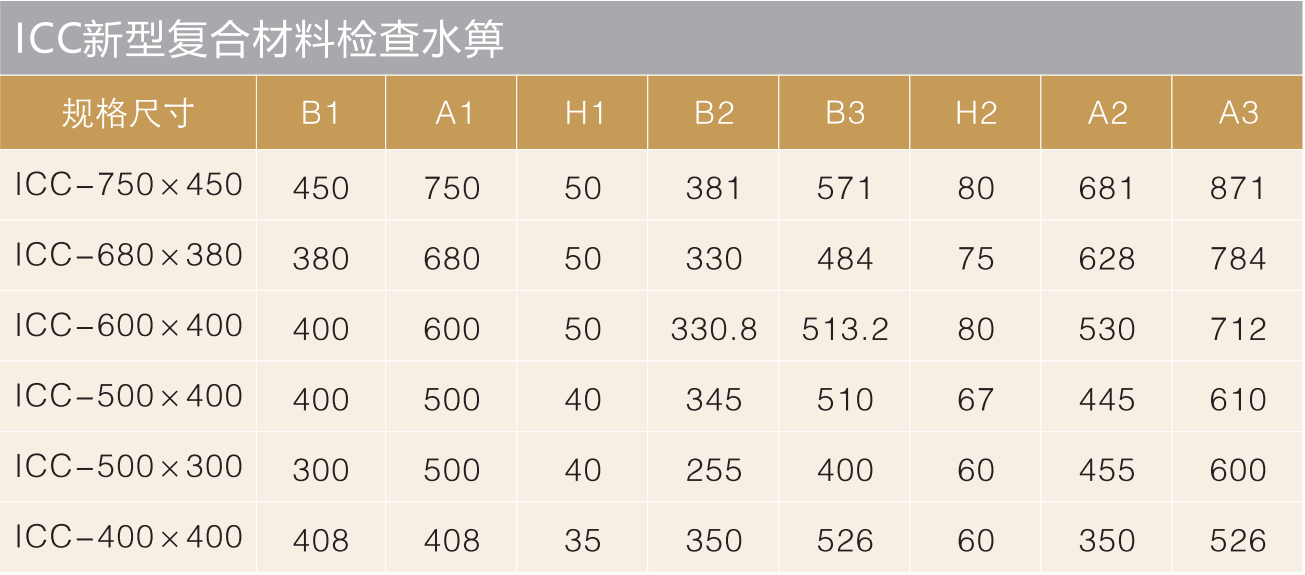 ICC新型复合材料检查水箅
规格尺寸 B1 A1 H1 B2 B3 H2 A2 A3
ICC-750×450 450 750 50 381 571 80 681 871
ICC-680×380 380 680 50 330 484 75 628 784
ICC-600×400 400 600 50 330.8 513.2 80 530 712
ICC-500×400 400 500 40 345 510 67 445 610
ICC-500×300 300 500 40 255 400 60 455 600
ICC-400×400 408 408 35 350 526 60 350 526